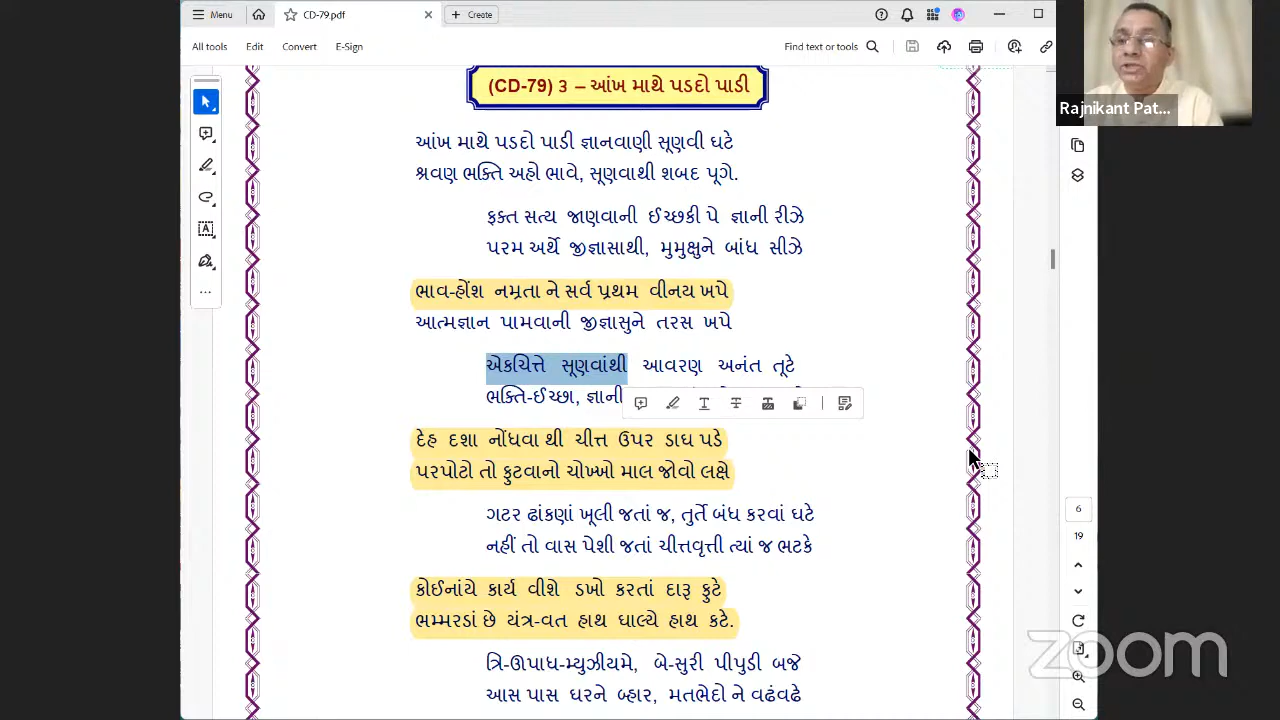 Menu
CD-79.pdf
Create
All tools Edit Convert E-Sign
Find text or tools
Rajnikant Pat...
(CD-79) 3 – આંખ માથે પડદો પાડી
આંખ માથે પડદો પાડી જ્ઞાનવાણી સૂણવી ઘટે
શ્રવણ ભક્તિ અહો ભાવે, સૂણવાથી શબદ પૂગે.
ફક્ત સત્ય જાણવાની ઈચ્છકી પે જ્ઞાની રીઝે
પરમ અર્થે જીજ્ઞાસાથી, મુમુક્ષુને બાંધ સીઝે
ભાવ-હોંશ નમ્રતા ને સર્વ પ્રથમ વીનય ખપે
આત્મજ્ઞાન પામવાની જીજ્ઞાસુને તરસ ખપે
એકચિત્તે સૂણવાંથી આવરણ અનંત તૂટે
ભક્તિ-ઈચ્છા, જ્ઞાની
દેહ દશા નોંધવા થી ચીત્ત ઉપર ડાઘ પડે
પરપોટો તો ફુટવાનો ચોખ્ખો માલ જોવો લક્ષે
ગટર ઢાંકણાં ખૂલી જતાં જ, તુર્તે બંધ કરવાં ઘટે
નહીં તો વાસ પેશી જતાં ચીત્તવૃત્તી ત્યાં જ ભટકે
કોઈનાંયે કાર્ય વીશે ડખો કરતાં દારૂ ફુટે
ભમ્મરડાં છે યંત્ર-વત હાથ ઘાલ્યે હાથ કટે.
ત્રિ-ઊપાધ-મ્યુઝીયમે, બે-સુરી પીપુડી બજે
આસ પાસ ઘરને બ્હાર, મતભેદો ને વઢંવઢે
6
19
zoom